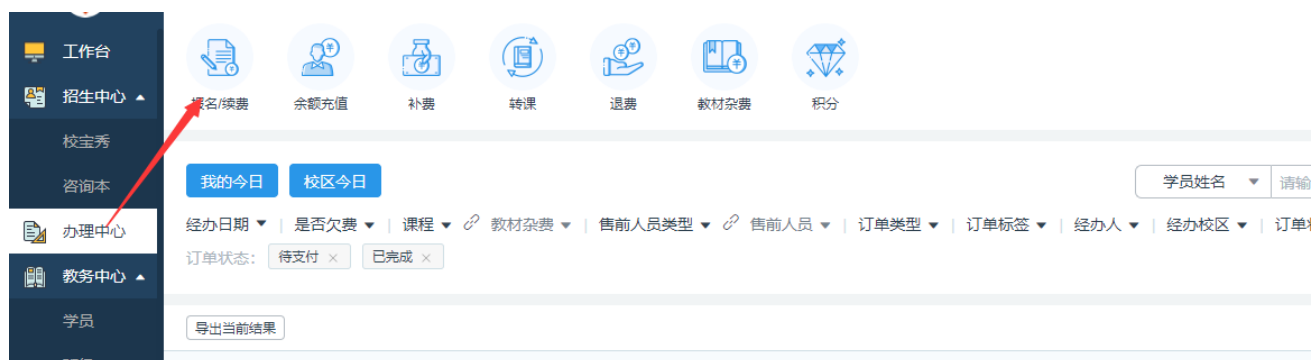 工作台
招生中心
校宝秀
咨询本
办理中心
教务中心
学员
报名/续费 余额充值 补费 转课 退费 教材杂费 积分
我的今日 校区今日 学员姓名 请输
经办日期 是否欠费 课程 教材杂费 售前人员类型 售前人员 订单类型 订单标签 经办人 经办校区 订单
订单状态: 待支付 × 已完成 ×
导出当前结果